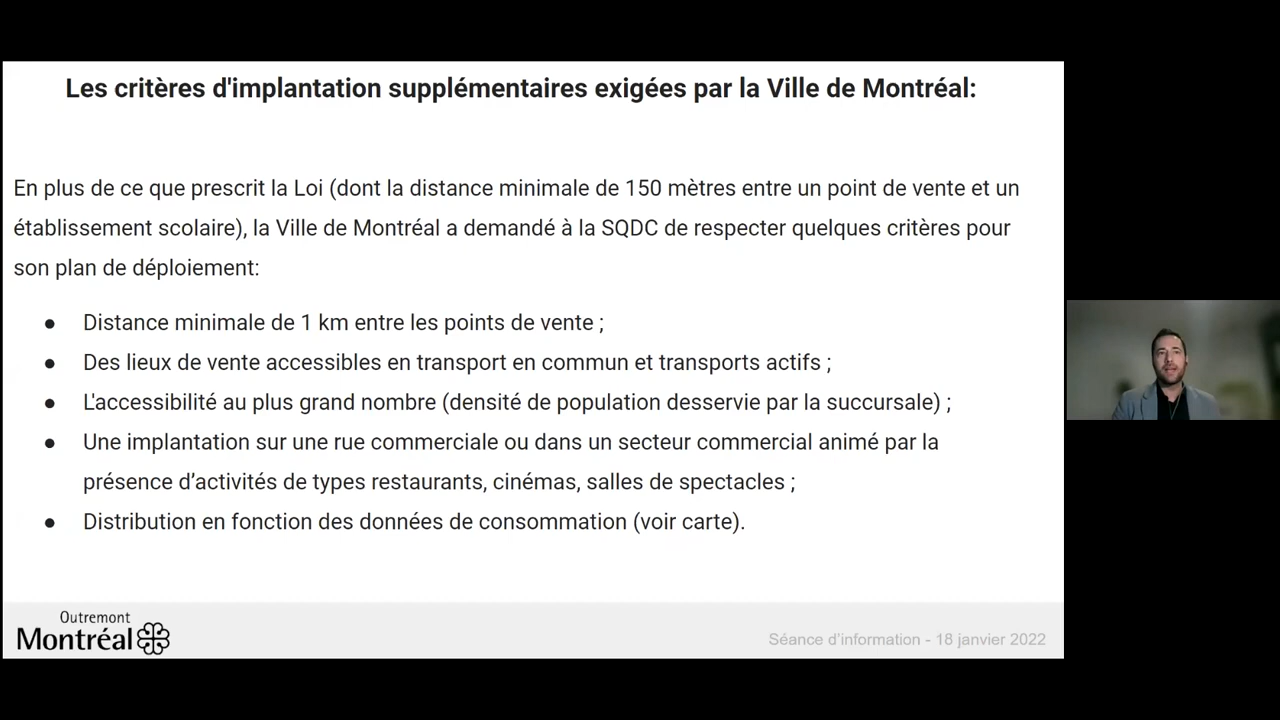 Les critères d'implantation supplémentaires exigées par la Ville de Montréal:
En plus de ce que prescrit la Loi (dont la distance minimale de 150 mètres entre un point de vente et un
établissement scolaire), la Ville de Montréal a demandé à la SQDC de respecter quelques critères pour
son plan de déploiement:
● Distance minimale de 1 km entre les points de vente ;
● Des lieux de vente accessibles en transport en commun et transports actifs ;
● L'accessibilité au plus grand nombre (densité de population desservie par la succursale) ;
● Une implantation sur une rue commerciale ou dans un secteur commercial animé par la
présence d’activités de types restaurants, cinémas, salles de spectacles ;
● Distribution en fonction des données de consommation (voir carte).
Outremont
Montréal
Séance d’information - 18 janvier 2022